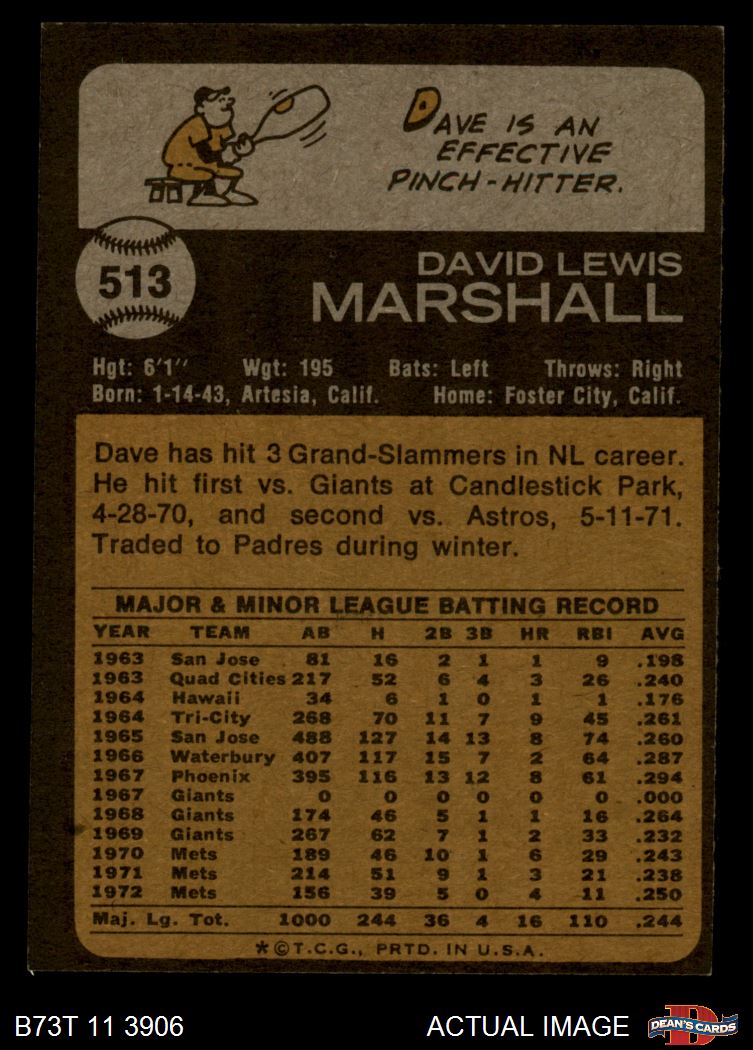 DAVE IS AN
EFFECTIVE
PINCH-HITTER.
513
DAVID LEWIS
MARSHALL
Hgt: 6'1" Wgt: 195 Bats: Left Throws: Right
Born: 1-14-43, Artesia, Calif. Home: Foster City, Calif.
Dave has hit 3 Grand-Slammers in NL career.
He hit first vs. Giants at Candlestick Park,
4-28-70, and second vs. Astros, 5-11-71.
Traded to Padres during winter.
MAJOR & MINOR LEAGUE BATTING RECORD
YEAR TEAM AB H 2B 3B HR RBI AVG
1963 San Jose 81 16 2 1 1 9 .198
1963 Quad Cities 217 52 6 4 3 26 .240
1964 Hawaii 34 6 1 0 1 1 .176
1964 Tri-City 268 70 11 7 9 45 .261
1965 San Jose 488 127 14 13 8 74 .260
1966 Waterbury 407 117 15 7 2 64 .287
1967 Phoenix 395 116 13 12 8 61 .294
1967 Giants 0 0 0 0 0 0 .000
1968 Giants 174 46 5 1 1 16 .264
1969 Giants 267 62 7 1 2 33 .232
1970 Mets 189 46 10 1 6 29 .243
1971 Mets 214 51 9 1 3 21 .238
1972 Mets 156 39 5 0 4 11 .250
Maj. Lg. Tot. 1000 244 36 4 16 110 .244
*©T.C.G., PRTD. IN U.S.A.
B73T 11 3906 ACTUAL IMAGE D DEAN'S CARDS